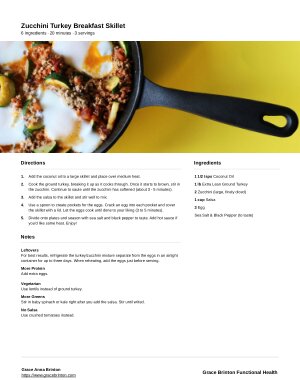 Zucchini Turkey Breakfast Skillet
6 ingredients · 20 minutes · 3 servings
Directions
1. Add the coconut oil to a large skillet and place over medium heat.
2. Cook the ground turkey, breaking it up as it cooks through. Once it starts to brown, stir in
the zucchini. Continue to saute until the zucchini has softened (about 3 - 5 minutes).
3. Add the salsa to the skillet and stir well to mix.
4. Use a spoon to create pockets for the eggs. Crack an egg into each pocket and cover
the skillet with a lid. Let the eggs cook until done to your liking (3 to 5 minutes).
5. Divide onto plates and season with sea salt and black pepper to taste. Add hot sauce if
you'd like some heat. Enjoy!
Ingredients
1 1/2 tsps Coconut Oil
1 lb Extra Lean Ground Turkey
2 Zucchini (large, finely diced)
1 cup Salsa
3 Egg
Sea Salt & Black Pepper (to taste)
Notes
Leftovers
For best results, refrigerate the turkey/zucchini mixture separate from the eggs in an airtight
container for up to three days. When reheating, add the eggs just before serving.
More Protein
Add extra eggs.
Vegetarian
Use lentils instead of ground turkey.
More Greens
Stir in baby spinach or kale right after you add the salsa. Stir until wilted.
No Salsa
Use crushed tomatoes instead.
Grace Anna Brinton
https://www.gracebrinton.com
Grace Brinton Functional Health